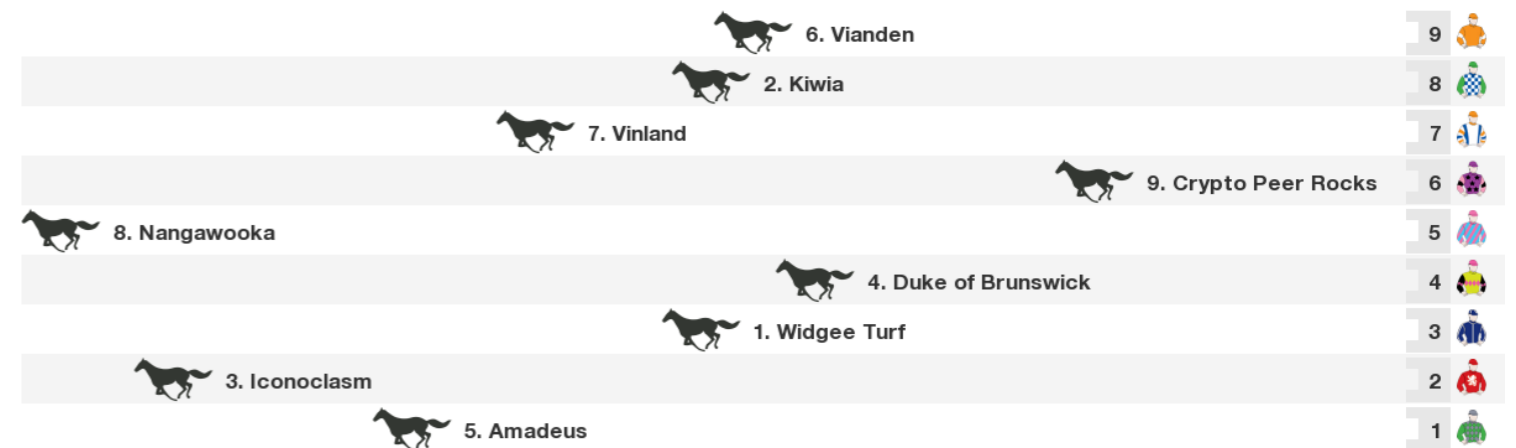 6. Vianden 9
2. Kiwia 8
7. Vinland 7
9. Crypto Peer Rocks 6
8. Nangawooka 5
4. Duke of Brunswick 4
1. Widgee Turf 3
3. Iconoclasm 2
5. Amadeus 1